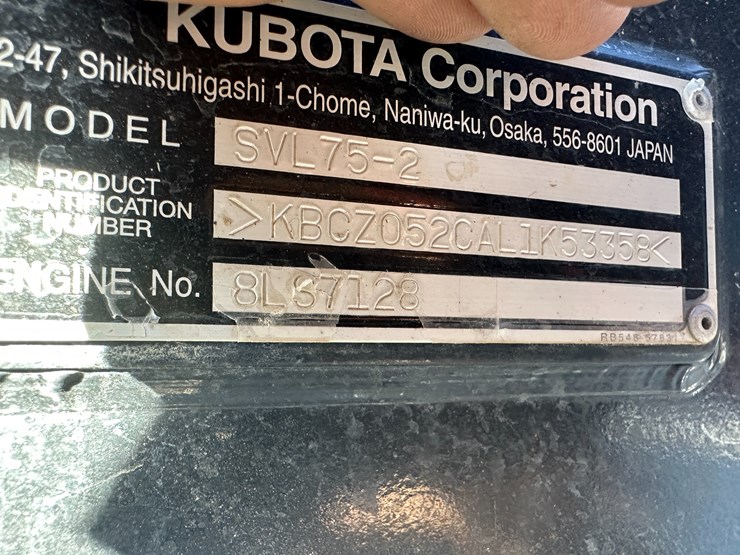 KUBOTA Corporation
2-47, Shikitsuhigashi 1-Chome, Naniwa-ku, Osaka, 556-8601 JAPAN
MODEL SVL75-2
PRODUCT
IDENTIFICATION
NUMBER >KBCZ052CAL1K53358<
ENGINE No.